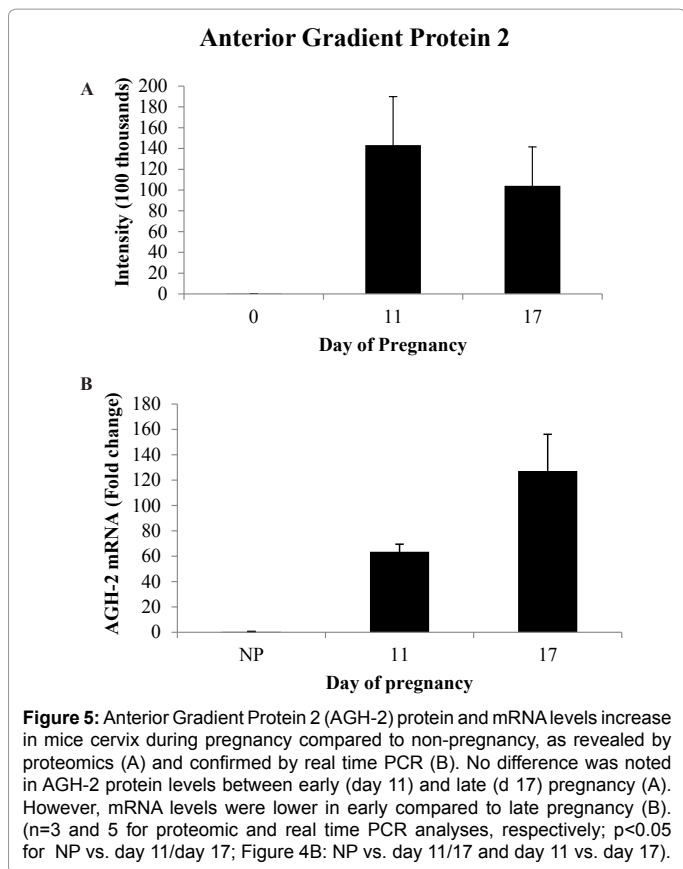 Anterior Gradient Protein 2
A
Intensity (100 thousands)
200
180
160
140
120
100
80
60
40
20
0
0 11 17
Day of Pregnancy
B
AGH-2 mRNA (Fold change)
180
160
140
120
100
80
60
40
20
0
NP 11 17
Day of pregnancy
Figure 5: Anterior Gradient Protein 2 (AGH-2) protein and mRNA levels increase
in mice cervix during pregnancy compared to non-pregnancy, as revealed by
proteomics (A) and confirmed by real time PCR (B). No difference was noted
in AGH-2 protein levels between early (day 11) and late (d 17) pregnancy (A).
However, mRNA levels were lower in early compared to late pregnancy (B).
(n=3 and 5 for proteomic and real time PCR analyses, respectively; p<0.05
for NP vs. day 11/day 17; Figure 4B: NP vs. day 11/17 and day 11 vs. day 17).